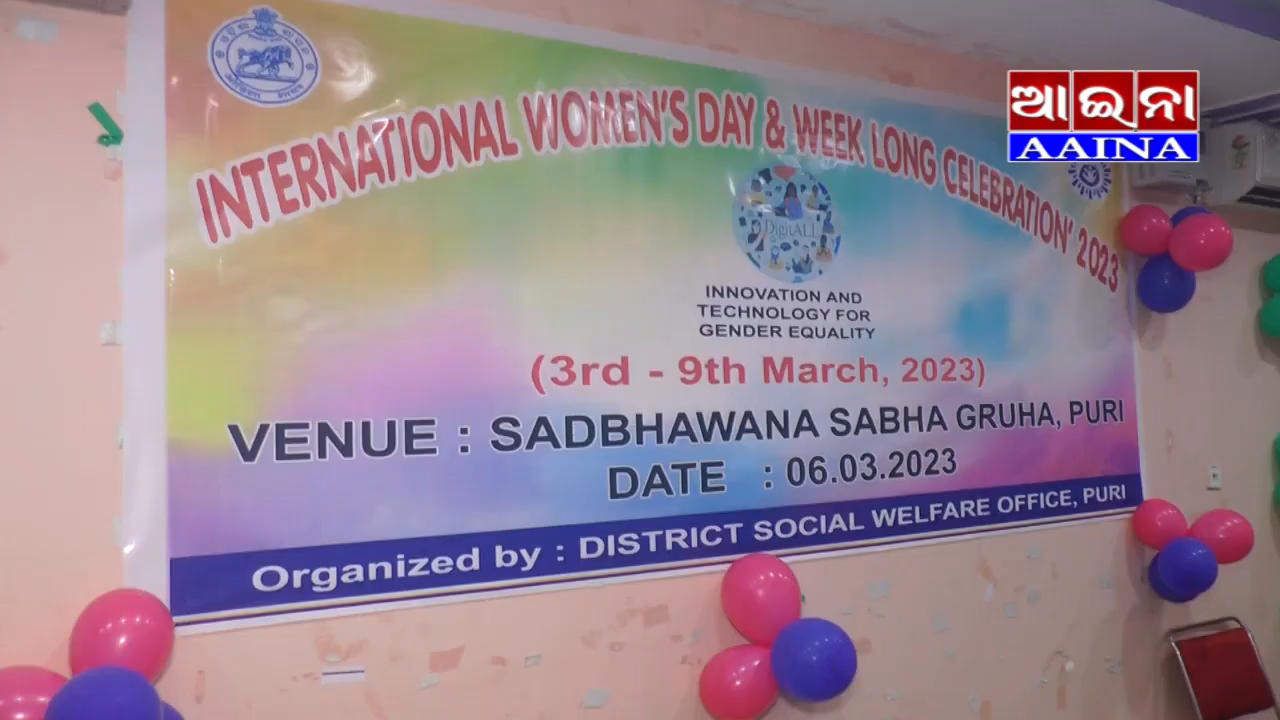 ଆଇନା
AAINA
INTERNATIONAL WOMEN'S DAY & WEEK LONG CELEBRATION' 2023
DigitALL
INNOVATION AND
TECHNOLOGY FOR
GENDER EQUALITY
(3rd - 9th March, 2023)
VENUE : SADBHAWANA SABHA GRUHA, PURI
DATE : 06.03.2023
Organized by : DISTRICT SOCIAL WELFARE OFFICE, PURI